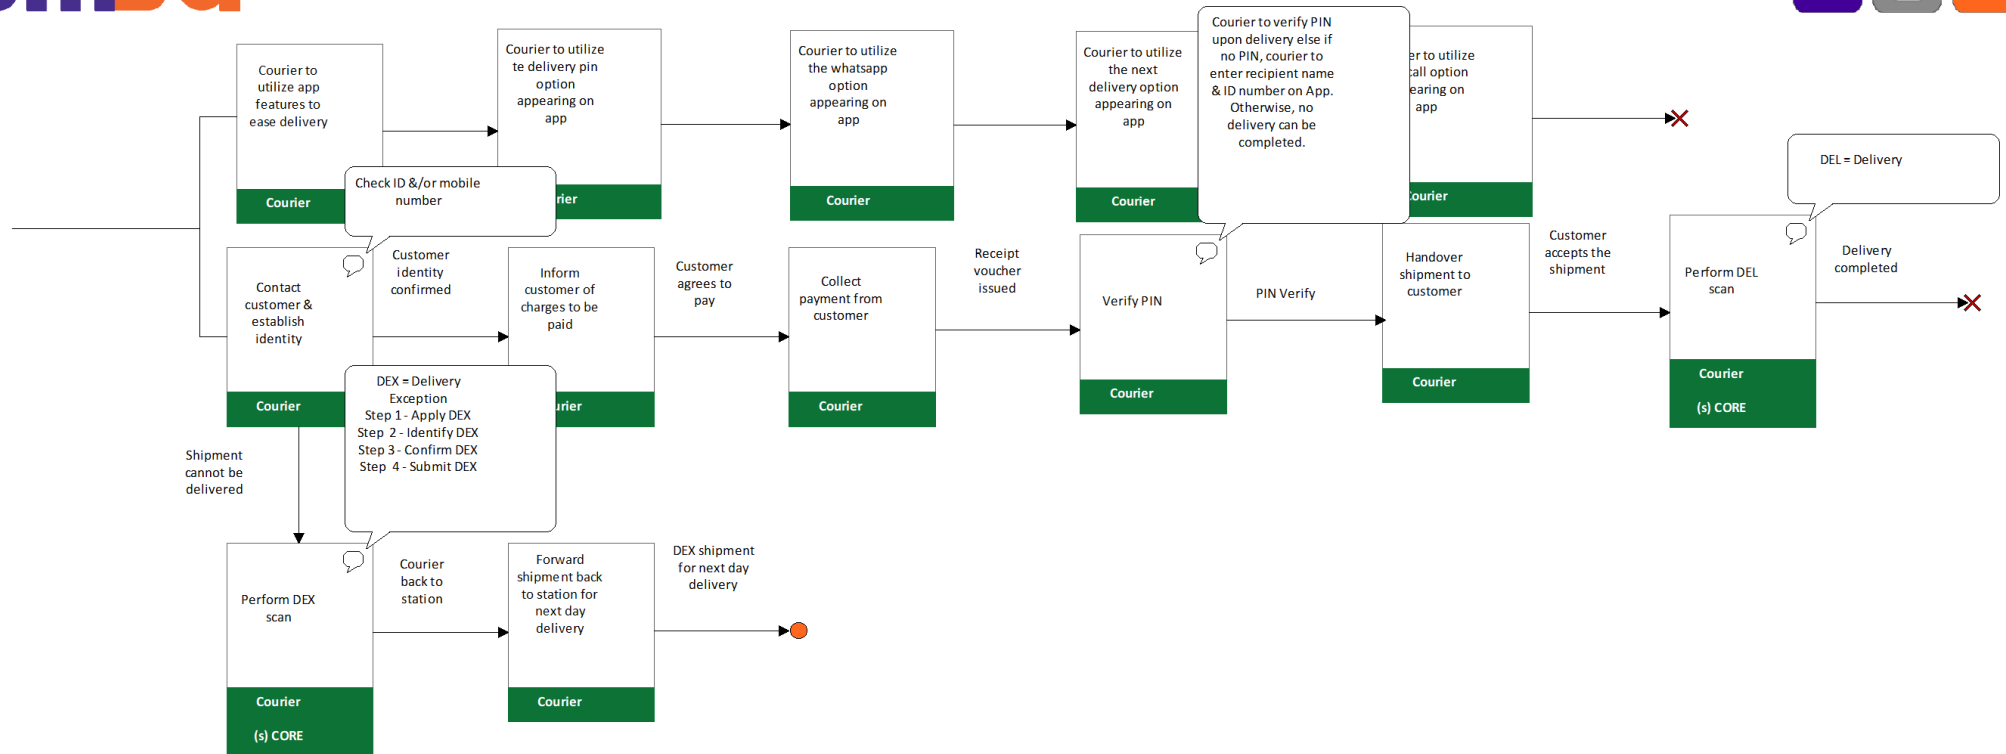 Courier to
utilize app
features to
ease delivery
Courier
Courier to utilize
te delivery pin
option
appearing on
app
Courier to utilize
the whatsapp
option
appearing on
app
Courier
Courier to utilize
the next
delivery option
appearing on
app
Courier
Courier to verify PIN
upon delivery else if
no PIN, courier to
enter recipient name
& ID number on App.
Otherwise, no
delivery can be
completed.
to utilize
option
on
app
Courier
DEL = Delivery
Check ID &/or mobile
number
Contact
customer &
establish
identity
Courier
Customer
identity
confirmed
Inform
customer of
charges to be
paid
Customer
agrees to
pay
Collect
payment from
customer
Courier
Receipt
voucher
issued
Verify PIN
Courier
PIN Verify
Handover
shipment to
customer
Courier
Customer
accepts the
shipment
Perform DEL
scan
Courier
(s) CORE
Delivery
completed
DEX = Delivery
Exception
Step 1 - Apply DEX
Step 2 - Identify DEX
Step 3 - Confirm DEX
Step 4 - Submit DEX
Shipment
cannot be
delivered
Perform DEX
scan
Courier
(s) CORE
Courier
back to
station
Forward
shipment back
to station for
next day
delivery
Courier
DEX shipment
for next day
delivery